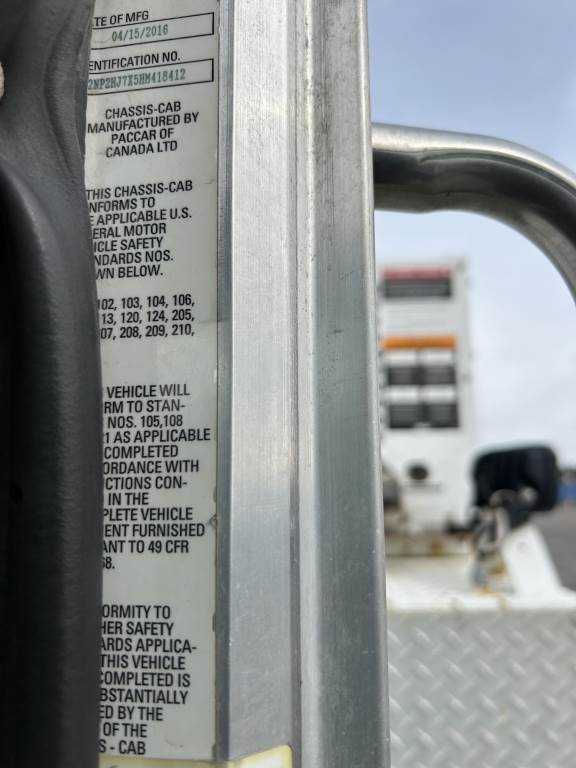 TE OF MFG
04/15/2016
IDENTIFICATION NO.
2NP2HJ7X5HM418412
CHASSIS-CAB
MANUFACTURED BY
PACCAR OF
CANADA LTD
THIS CHASSIS-CAB
NFORMS TO
E APPLICABLE U.S.
ERAL MOTOR
ICLE SAFETY
NDARDS NOS.
WN BELOW.
102, 103, 104, 106,
13, 120, 124, 205,
07, 208, 209, 210,
VEHICLE WILL
RM TO STAN-
NOS. 105,108
21 AS APPLICABLE
COMPLETED
ORDANCE WITH
CTIONS CON-
IN THE
PLETE VEHICLE
ENT FURNISHED
ANT TO 49 CFR
68.
ORMITY TO
HER SAFETY
ARDS APPLICA-
THIS VEHICLE
COMPLETED IS
BSTANTIALLY
ED BY THE
OF THE
S - CAB